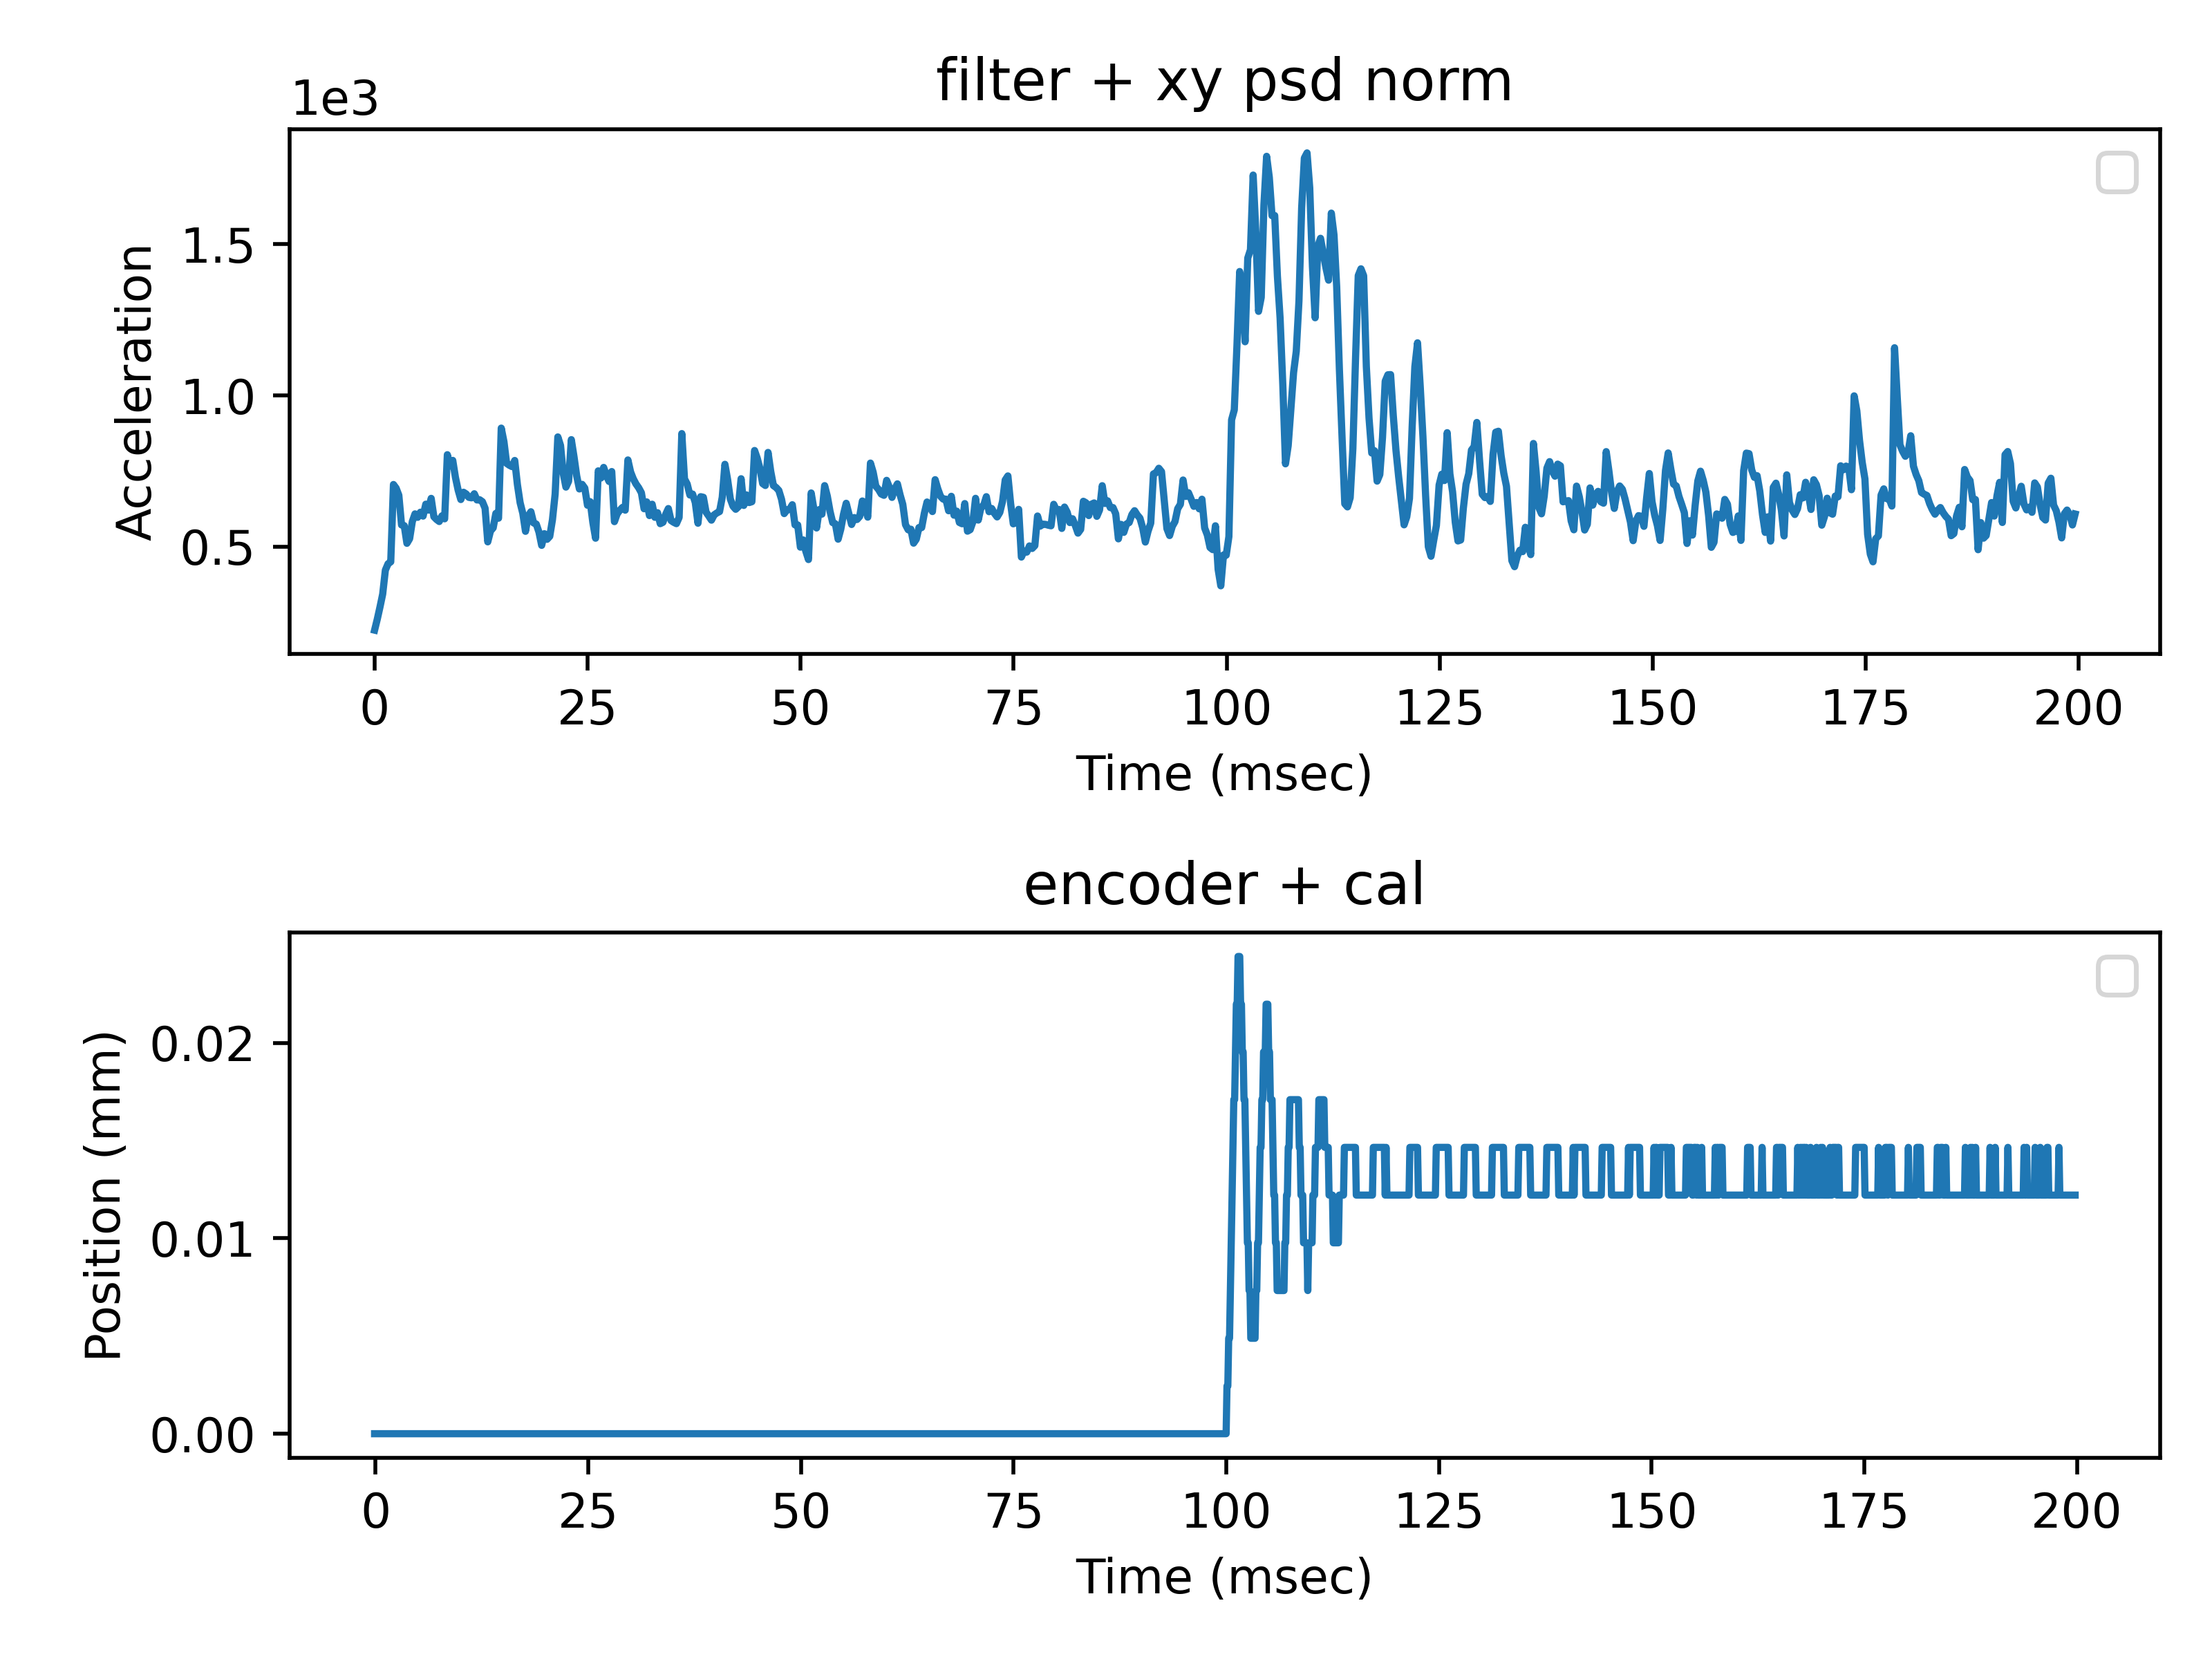 filter + xy psd norm
1e3
Acceleration
1.5
1.0
0.5
0 25 50 75 100 125 150 175 200
Time (msec)
encoder + cal
Position (mm)
0.02
0.01
0.00
0 25 50 75 100 125 150 175 200
Time (msec)